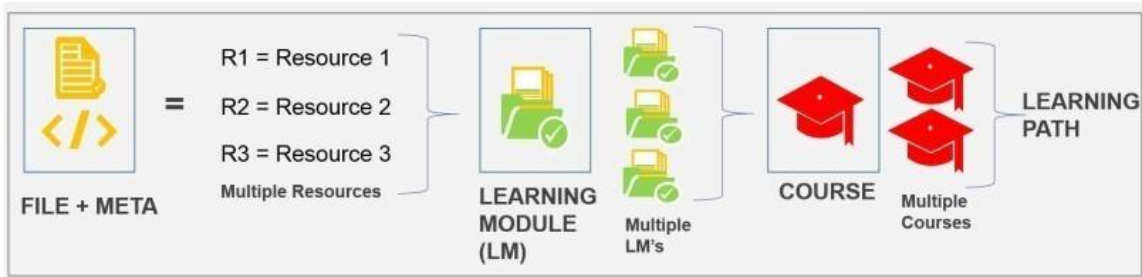 FILE + META
=
R1 = Resource 1
R2 = Resource 2
R3 = Resource 3
Multiple Resources
LEARNING
MODULE
(LM)
Multiple
LM's
COURSE
Multiple
Courses
LEARNING
PATH